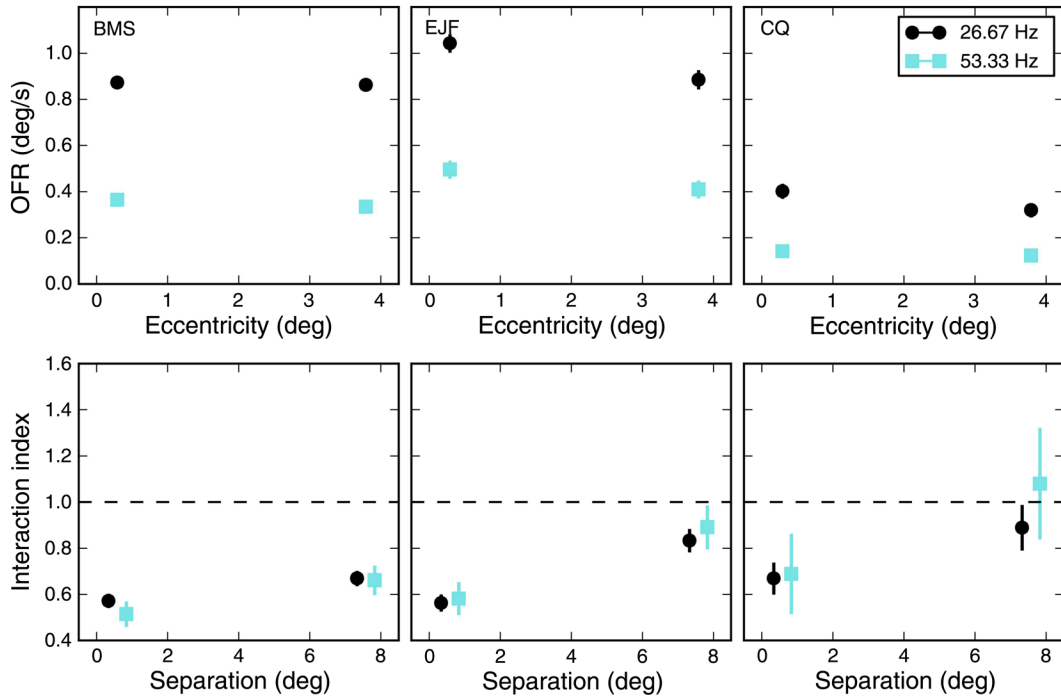 BMS
EJF
CQ
26.67 Hz
53.33 Hz
OFR (deg/s)
1.0
0.8
0.6
0.4
0.2
0.0
0 1 2 3 4
0 1 2 3 4
0 1 2 3 4
Eccentricity (deg)
Eccentricity (deg)
Eccentricity (deg)
Interaction index
1.6
1.4
1.2
1.0
0.8
0.6
0.4
0 2 4 6 8
0 2 4 6 8
0 2 4 6 8
Separation (deg)
Separation (deg)
Separation (deg)